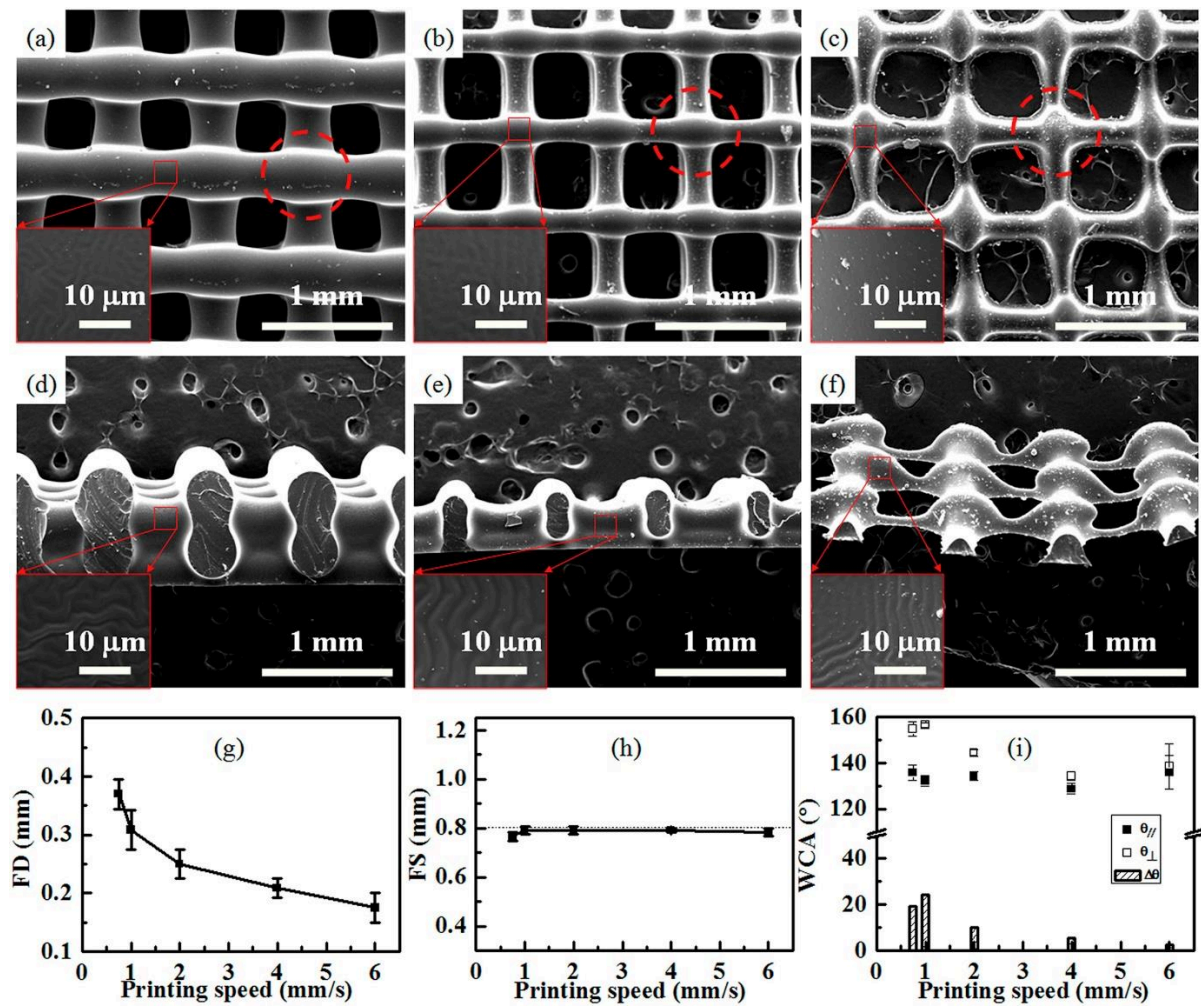 (a)
(b)
(c)
10 μm
1 mm
10 μm
1 mm
10 μm
1 mm
(d)
(e)
(f)
10 μm
1 mm
10 μm
1 mm
10 μm
1 mm
(g)
0.5
0.4
0.3
0.2
0.1
FD (mm)
0 1 2 3 4 5 6
Printing speed (mm/s)
(h)
1.2
1.0
0.8
0.6
0.4
FS (mm)
0 1 2 3 4 5 6
Printing speed (mm/s)
(i)
160
130
100
40
20
0
WCA (°)
θ//
θ⊥
Δθ
0 1 2 3 4 5 6
Printing speed (mm/s)